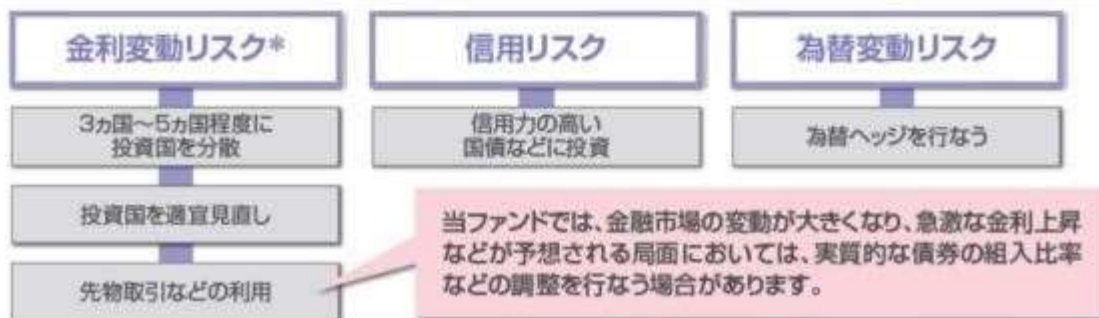 金利変動リスク*
3ヵ国～5ヵ国程度に
投資国を分散
投資国を適宜見直し
先物取引などの利用
信用リスク
信用力の高い
国債などに投資
為替変動リスク
為替ヘッジを行なう
当ファンドでは、金融市場の変動が大きくなり、急激な金利上昇
などが予想される局面においては、実質的な債券の組入比率
などの調整を行なう場合があります。